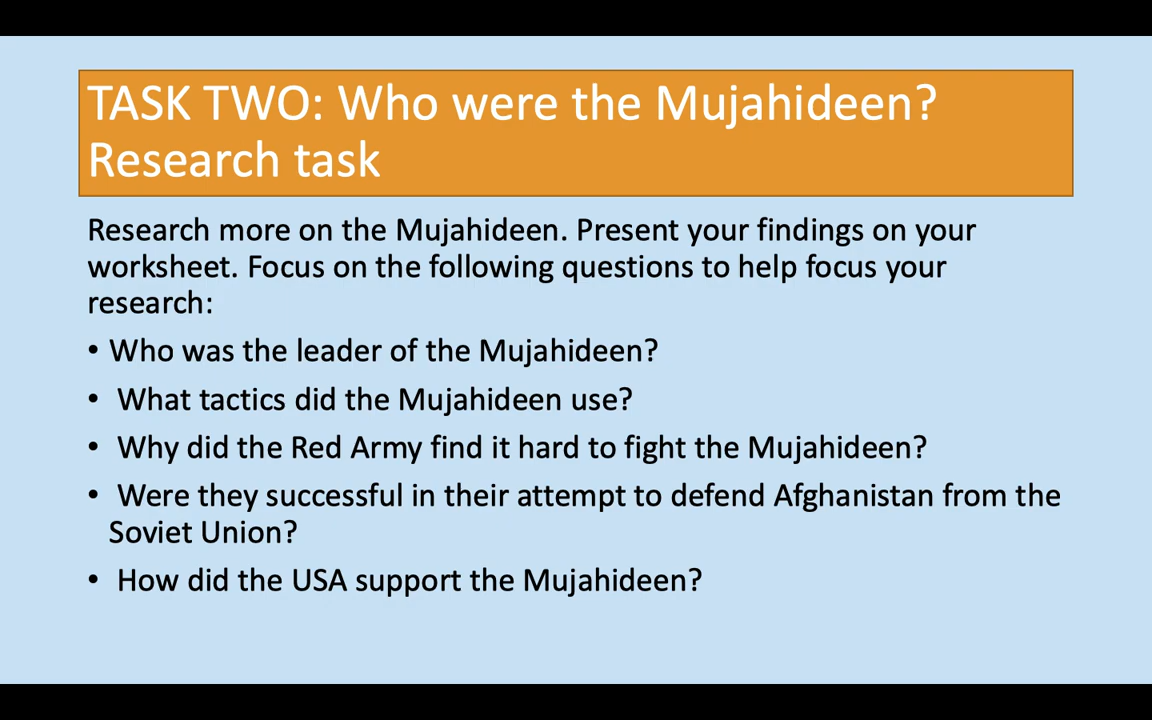 TASK TWO: Who were the Mujahideen?
Research task
Research more on the Mujahideen. Present your findings on your
worksheet. Focus on the following questions to help focus your
research:
• Who was the leader of the Mujahideen?
• What tactics did the Mujahideen use?
• Why did the Red Army find it hard to fight the Mujahideen?
• Were they successful in their attempt to defend Afghanistan from the
Soviet Union?
• How did the USA support the Mujahideen?